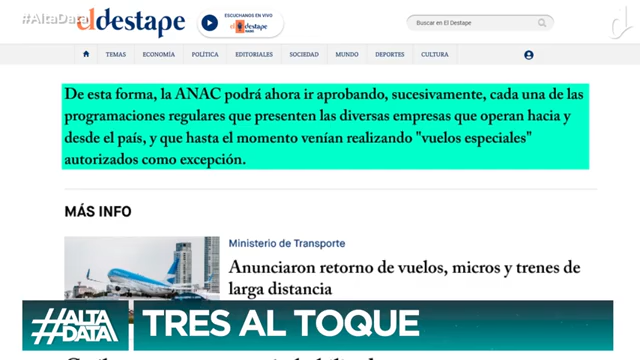 #AltaData
eldestape
ESCUCHANOS EN VIVO
eldestape
Buscar en El Destape
TEMAS ECONOMÍA POLÍTICA EDITORIALES SOCIEDAD MUNDO DEPORTES CULTURA
De esta forma, la ANAC podrá ahora ir aprobando, sucesivamente, cada una de las
programaciones regulares que presenten las diversas empresas que operan hacia y
desde el país, y que hasta el momento venían realizando "vuelos especiales"
autorizados como excepción.
MÁS INFO
Ministerio de Transporte
Anunciaron retorno de vuelos, micros y trenes de
larga distancia
#ALTA
DATA
TRES AL TOQUE